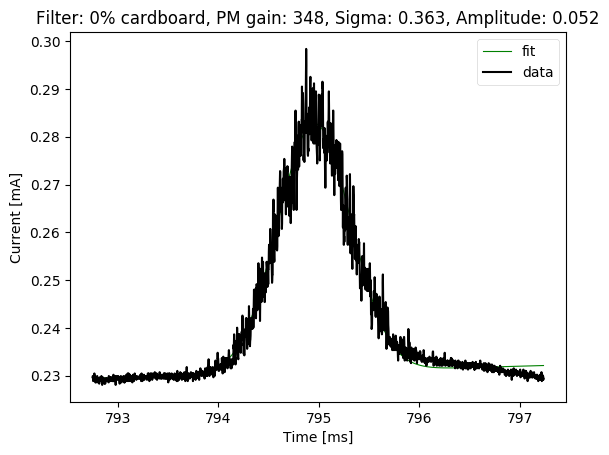 Filter: 0% cardboard, PM gain: 348, Sigma: 0.363, Amplitude: 0.052
0.30
0.29
0.28
0.27
0.26
0.25
0.24
0.23
Current [mA]
fit
data
793
794
795
796
797
Time [ms]